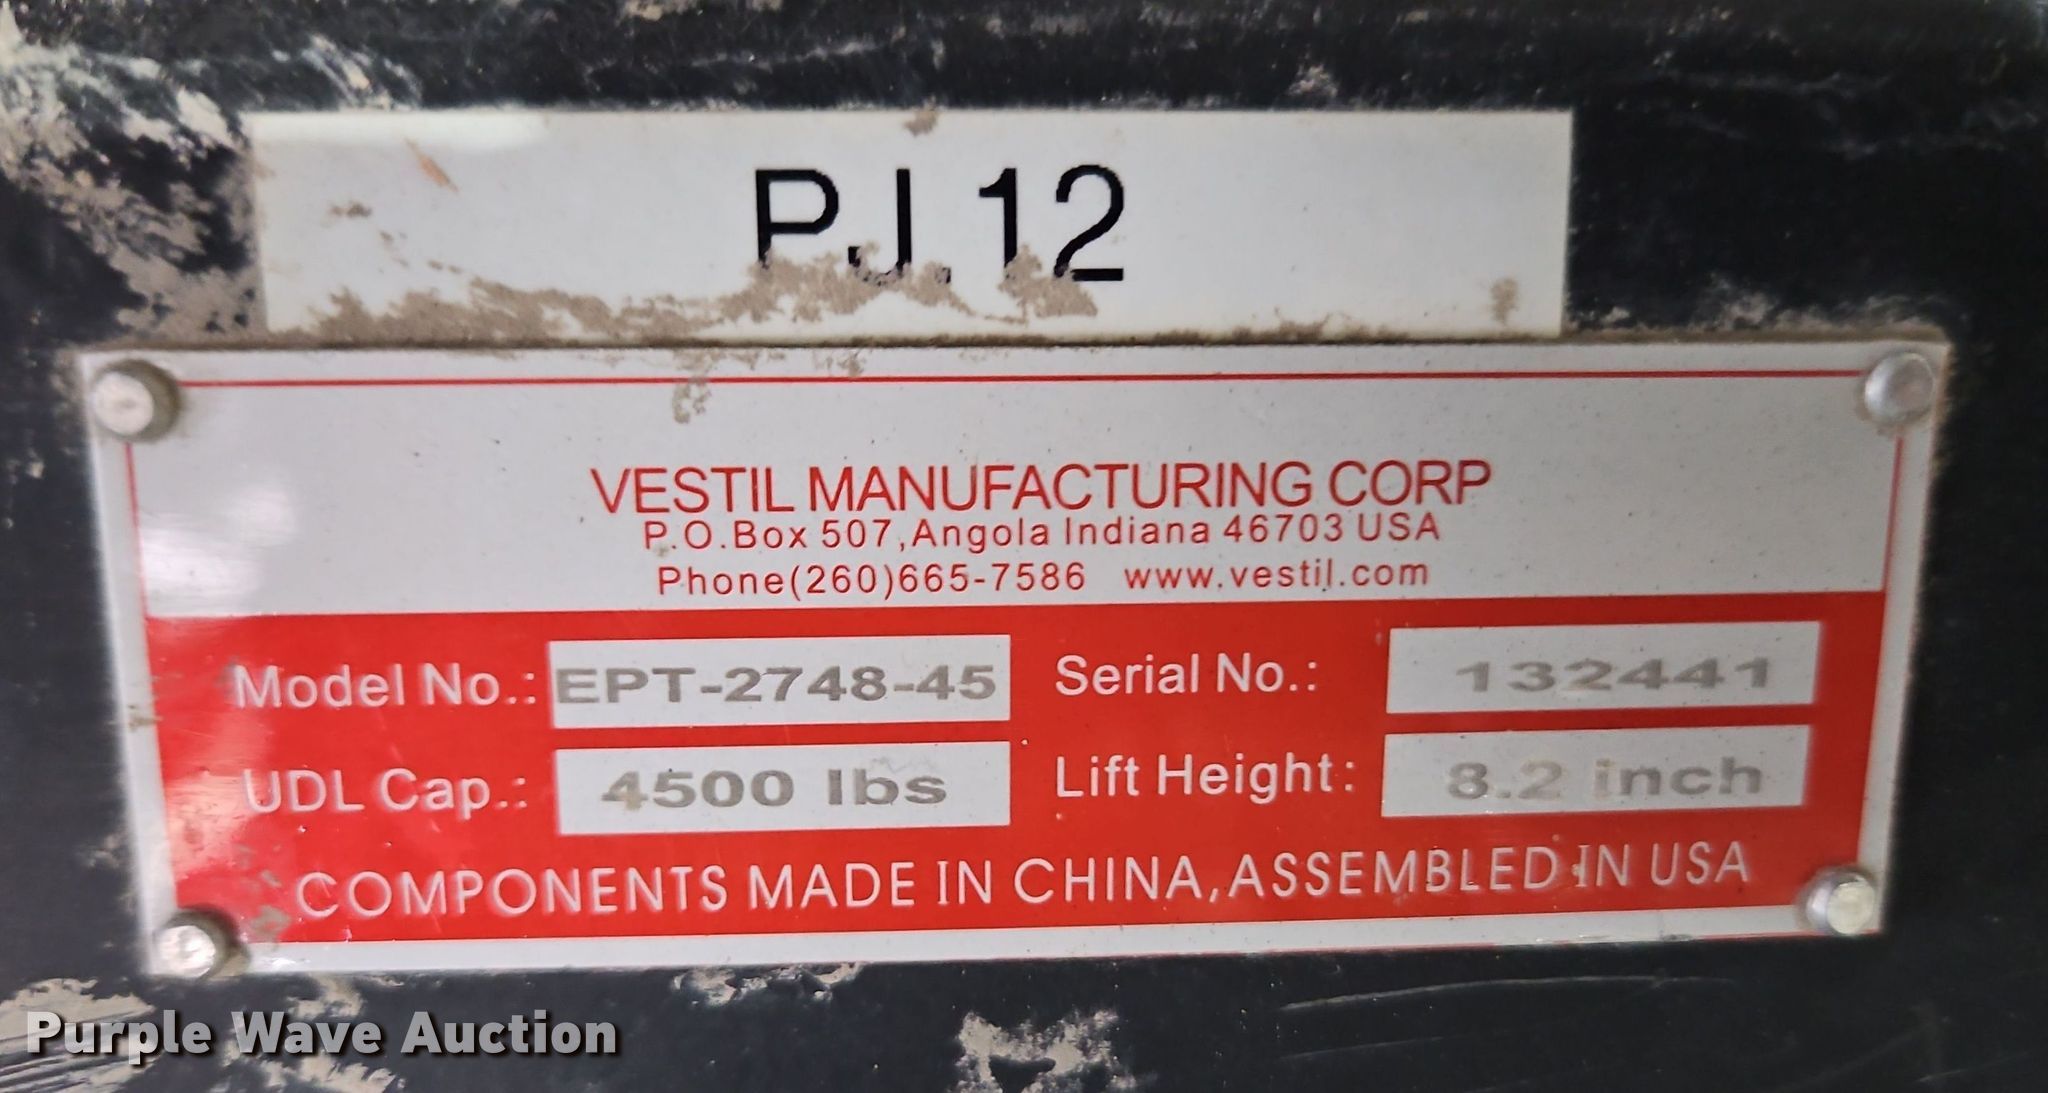 PJ.12
VESTIL MANUFACTURING CORP
P.O.Box 507,Angola Indiana 46703 USA
Phone(260)665-7586 www.vestil.com
Model No.: EPT-2748-45 Serial No.: 132441
UDL Cap.: 4500 lbs Lift Height: 8.2 inch
COMPONENTS MADE IN CHINA, ASSEMBLED IN USA
Purple Wave Auction